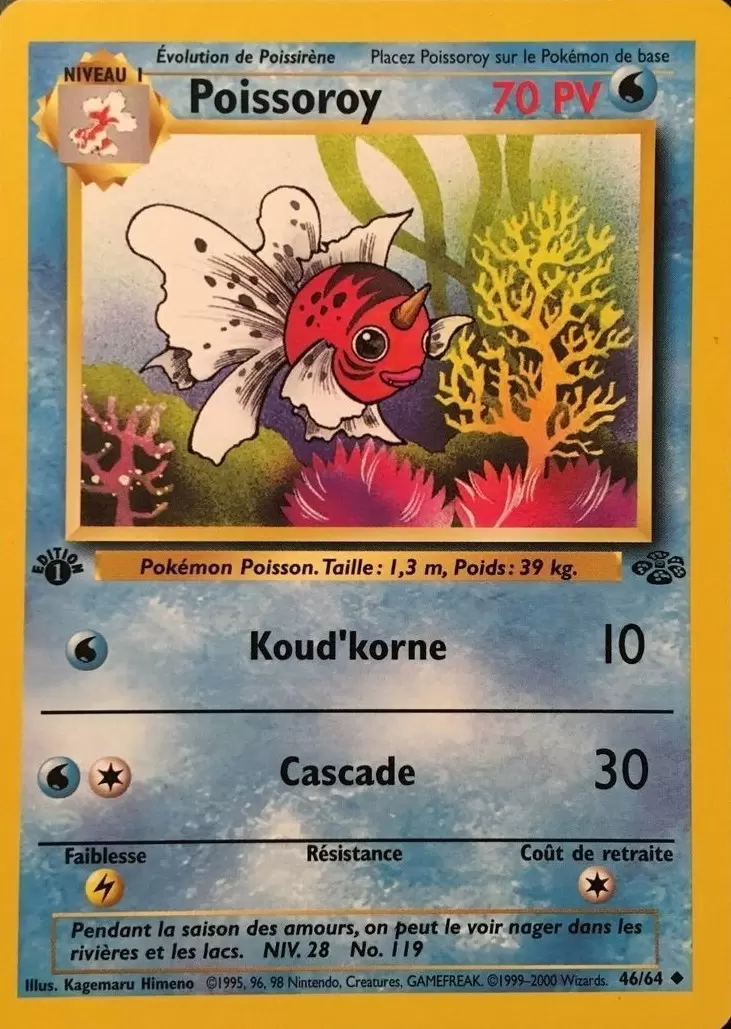 Évolution de Poissirène Placez Poissoroy sur le Pokémon de base
NIVEAU I
Poissoroy 70 PV
EDITION
1
Pokémon Poisson. Taille: 1,3 m, Poids: 39 kg.
Koud'korne 10
Cascade 30
Faiblesse Résistance Coût de retraite
Pendant la saison des amours, on peut le voir nager dans les
rivières et les lacs. NIV. 28 No. 119
Illus. Kagemaru Himeno ©1995, 96, 98 Nintendo, Creatures, GAMEFREAK. ©1999–2000 Wizards. 46/64